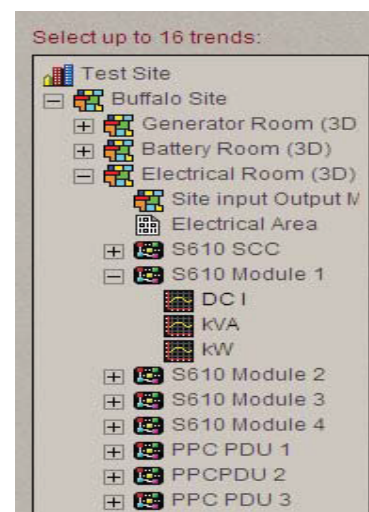 Select up to 16 trends:
Test Site
Buffalo Site
Generator Room (3D
Battery Room (3D)
Electrical Room (3D)
Site input Output M
Electrical Area
S610 SCC
S610 Module 1
DC I
kVA
kW
S610 Module 2
S610 Module 3
S610 Module 4
PPC PDU 1
PPCPDU 2
PPC PDU 3